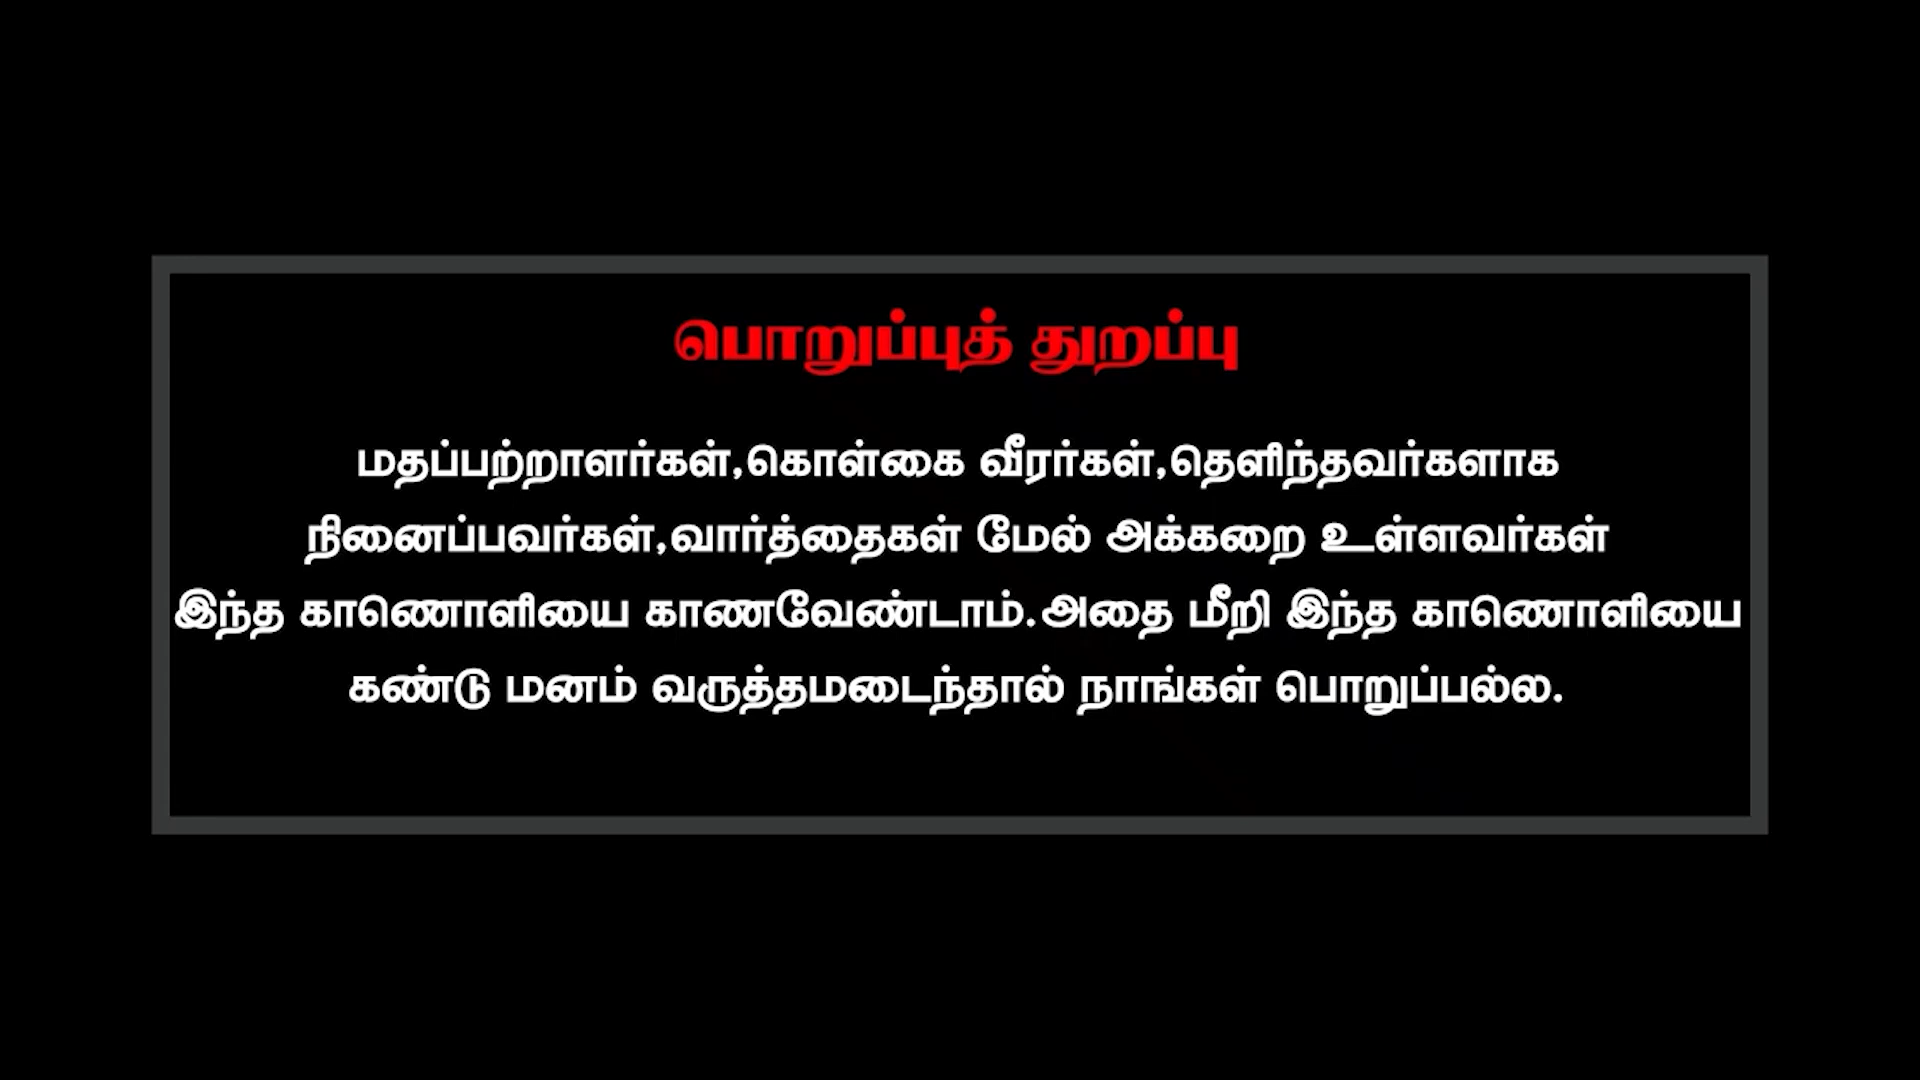 பொறுப்புத் துறப்பு
மதப்பற்றாளர்கள்,கொள்கை வீரர்கள்,தெளிந்தவர்களாக
நினைப்பவர்கள்,வார்த்தைகள் மேல் அக்கறை உள்ளவர்கள்
இந்த காணொளியை காணவேண்டாம்.அதை மீறி இந்த காணொளியை
கண்டு மனம் வருத்தமடைந்தால் நாங்கள் பொறுப்பல்ல.